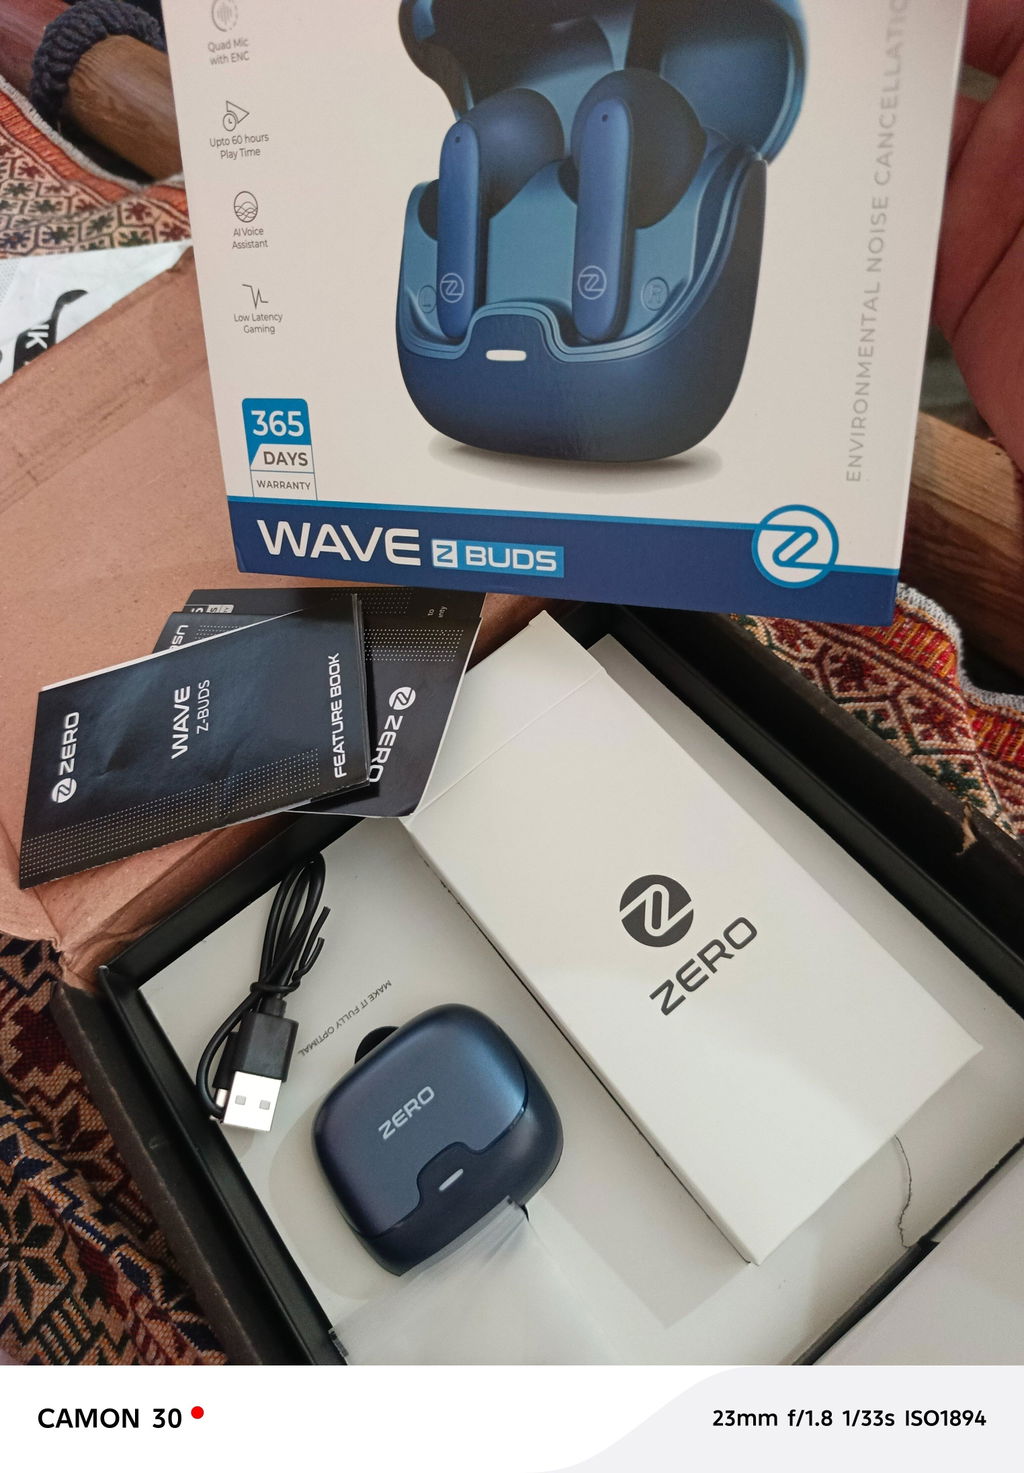 Quad Mic
with ENC
Upto 60 hours
Play Time
AI Voice
Assistant
Low Latency
Gaming
L
R
ENVIRONMENTAL NOISE CANCELLATIO
365
DAYS
WARRANTY
WAVE Z BUDS
ZERO
WAVE
Z-BUDS
FEATURE BOOK
ZERO
ZERO
MAKE IT FULLY OPTIMAL
ZERO
CAMON 30
23mm f/1.8 1/33s ISO1894